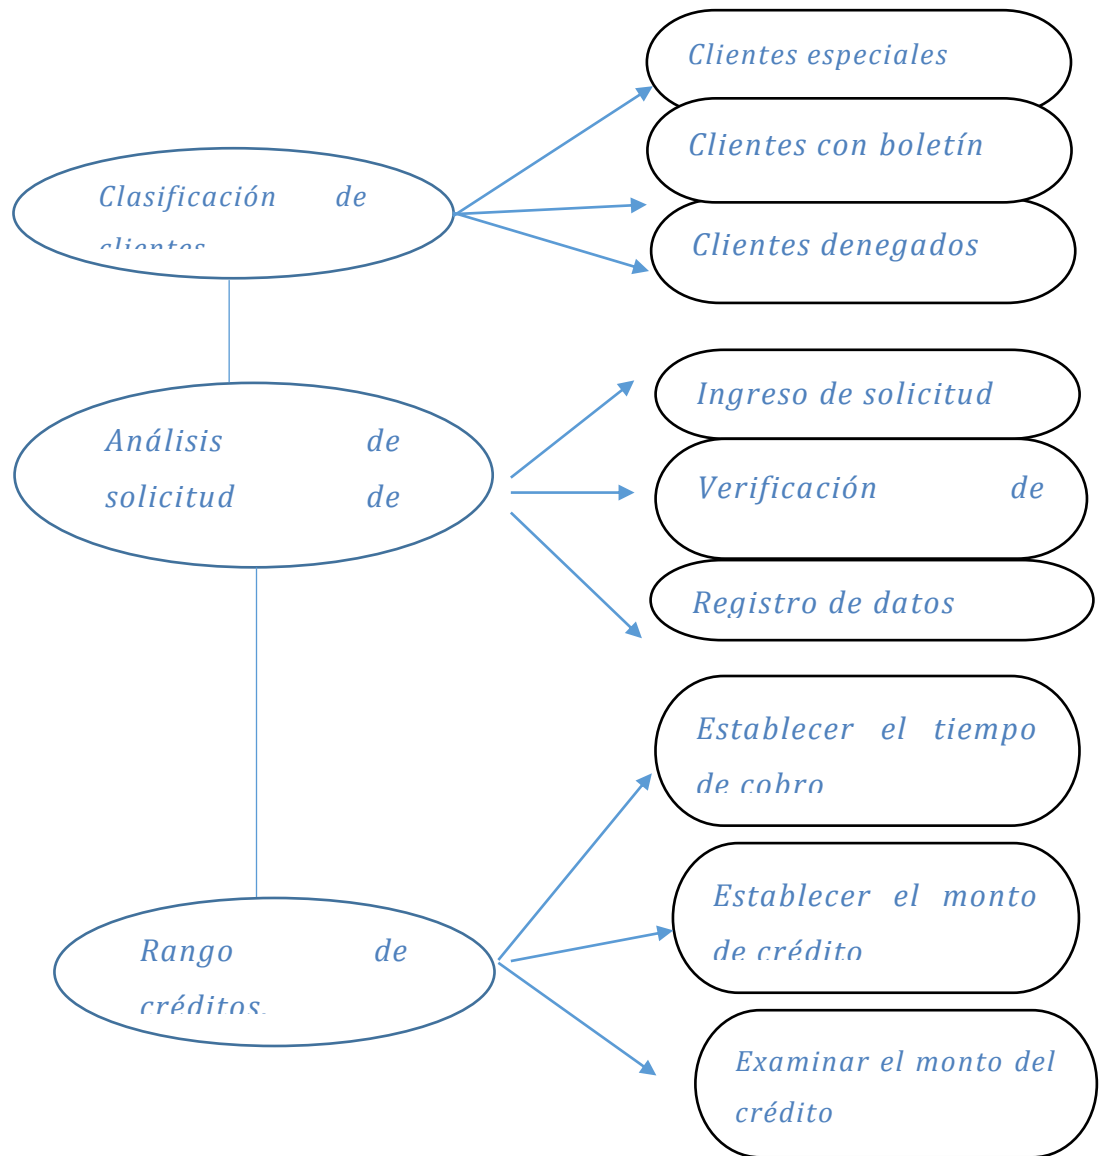 Clientes especiales
Clientes con boletín
Clasificación de
clientes
Clientes denegados
Ingreso de solicitud
Análisis de
solicitud de
Verificación de
Registro de datos
Establecer el tiempo
de cobro
Establecer el monto
de crédito
Rango de
créditos.
Examinar el monto del
crédito